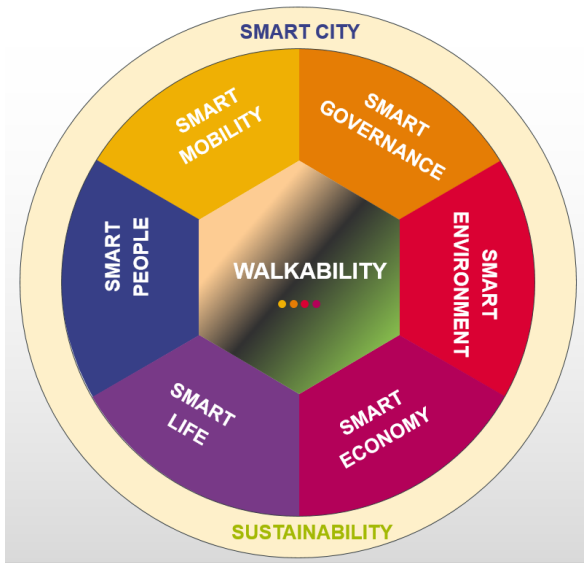 SMART CITY
SMART
MOBILITY
SMART
GOVERNANCE
SMART
PEOPLE
WALKABILITY
SMART
ENVIRONMENT
SMART
LIFE
SMART
ECONOMY
SUSTAINABILITY